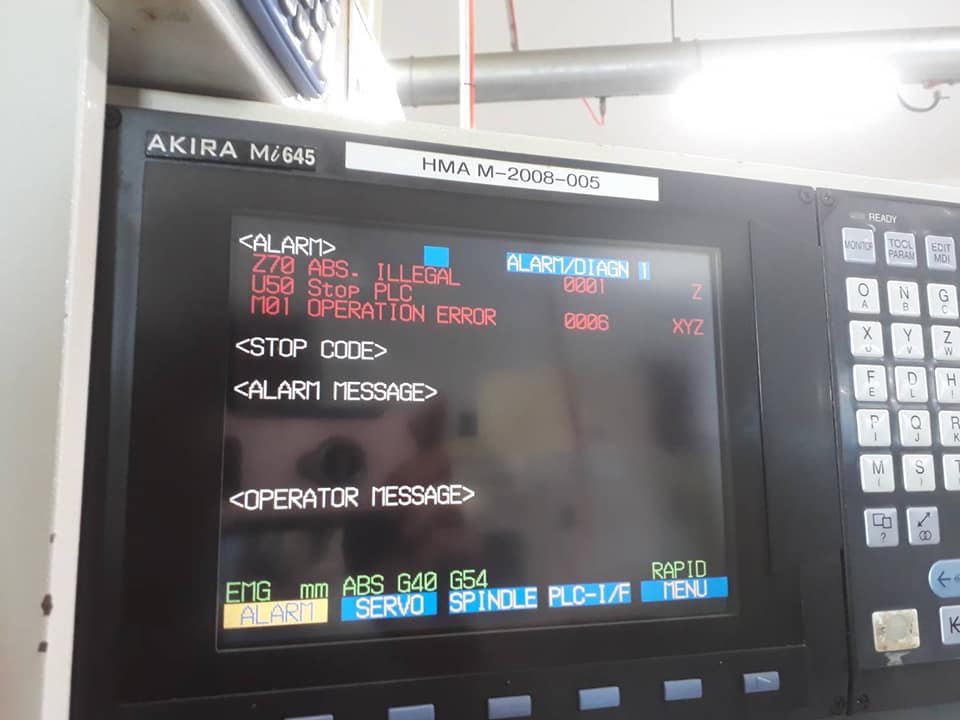 AKIRA Mi645
HMA M-2008-005
<ALARM>
ALARM/DIAGN 1
Z70 ABS. ILLEGAL 0001 Z
U50 Stop PLC
M01 OPERATION ERROR 0006 XYZ
<STOP CODE>
<ALARM MESSAGE>
<OPERATOR MESSAGE>
RAPID
EMG mm ABS G40 G54
ALARM SERVO SPINDLE PLC-I/F MENU
READY
MONITOR TOOL PARAM EDIT MDI
O A N B G C
X U Y V Z W
F E D L H
P I Q J R K
M ( S
?